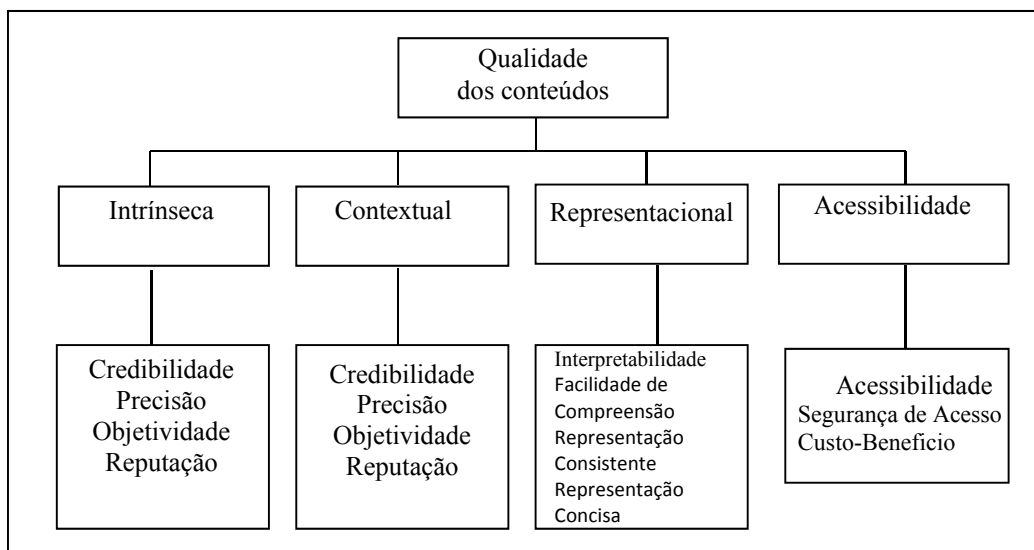 Qualidade
dos conteúdos
Intrínseca
Contextual
Representacional
Acessibilidade
Credibilidade
Precisão
Objetividade
Reputação
Credibilidade
Precisão
Objetividade
Reputação
Interpretabilidade
Facilidade de
Compreensão
Representação
Consistente
Representação
Concisa
Acessibilidade
Segurança de Acesso
Custo-Beneficio